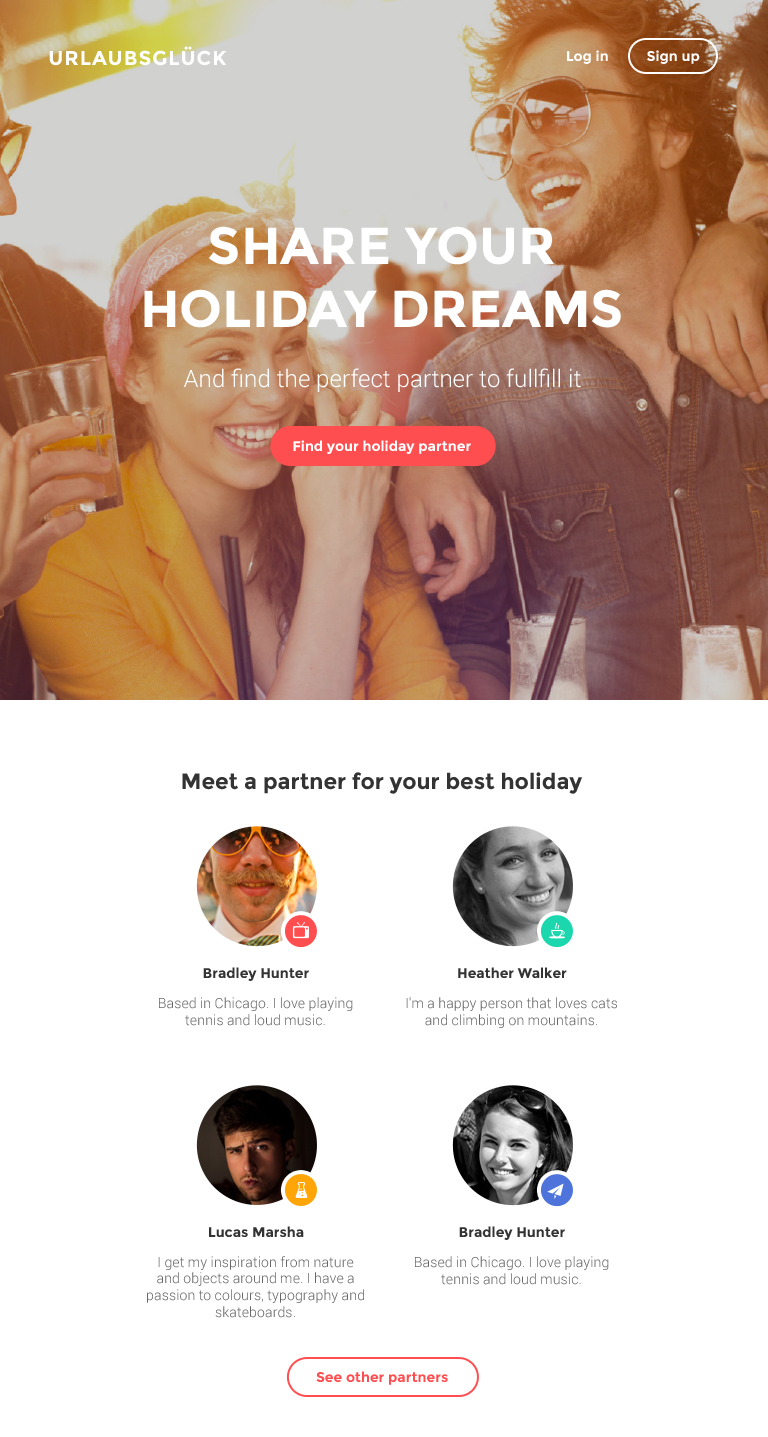 URLAUBSGLÜCK
Log in
Sign up
SHARE YOUR
HOLIDAY DREAMS
And find the perfect partner to fullfill it
Find your holiday partner
Meet a partner for your best holiday
Bradley Hunter
Based in Chicago. I love playing
tennis and loud music.
Heather Walker
I'm a happy person that loves cats
and climbing on mountains.
Lucas Marsha
I get my inspiration from nature
and objects around me. I have a
passion to colours, typography and
skateboards.
Bradley Hunter
Based in Chicago. I love playing
tennis and loud music.
See other partners